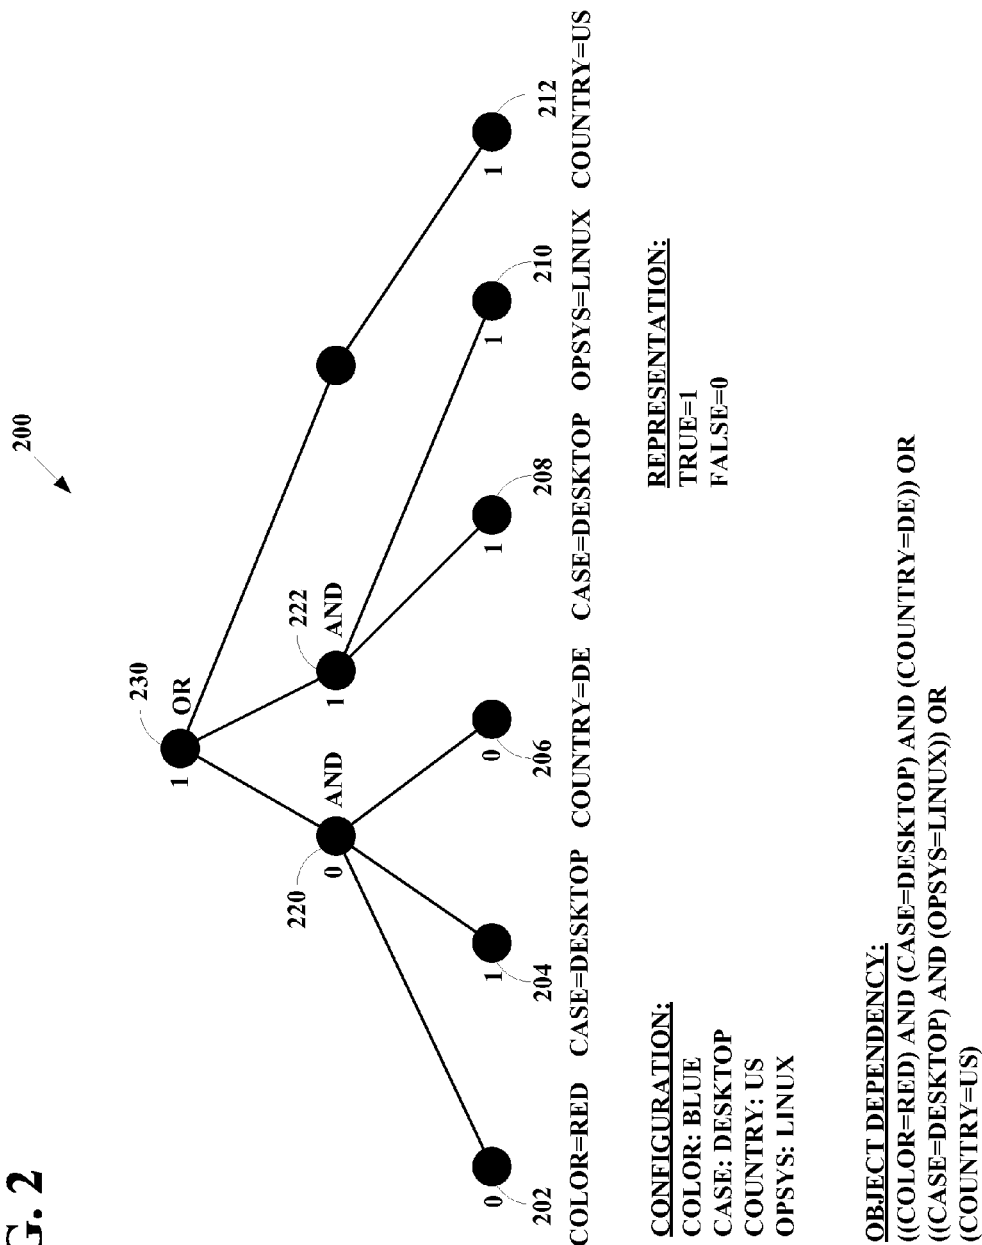 G. 2
200
230
1 OR
220
0 AND
222
1 AND
0
1
0
1
1
1
202
204
206
208
210
212
COLOR=RED CASE=DESKTOP COUNTRY=DE CASE=DESKTOP OPSYS=LINUX COUNTRY=US
CONFIGURATION:
COLOR: BLUE
CASE: DESKTOP
COUNTRY: US
OPSYS: LINUX
REPRESENTATION:
TRUE=1
FALSE=0
OBJECT DEPENDENCY:
((COLOR=RED) AND (CASE=DESKTOP) AND (COUNTRY=DE)) OR
((CASE=DESKTOP) AND (OPSYS=LINUX)) OR
(COUNTRY=US)